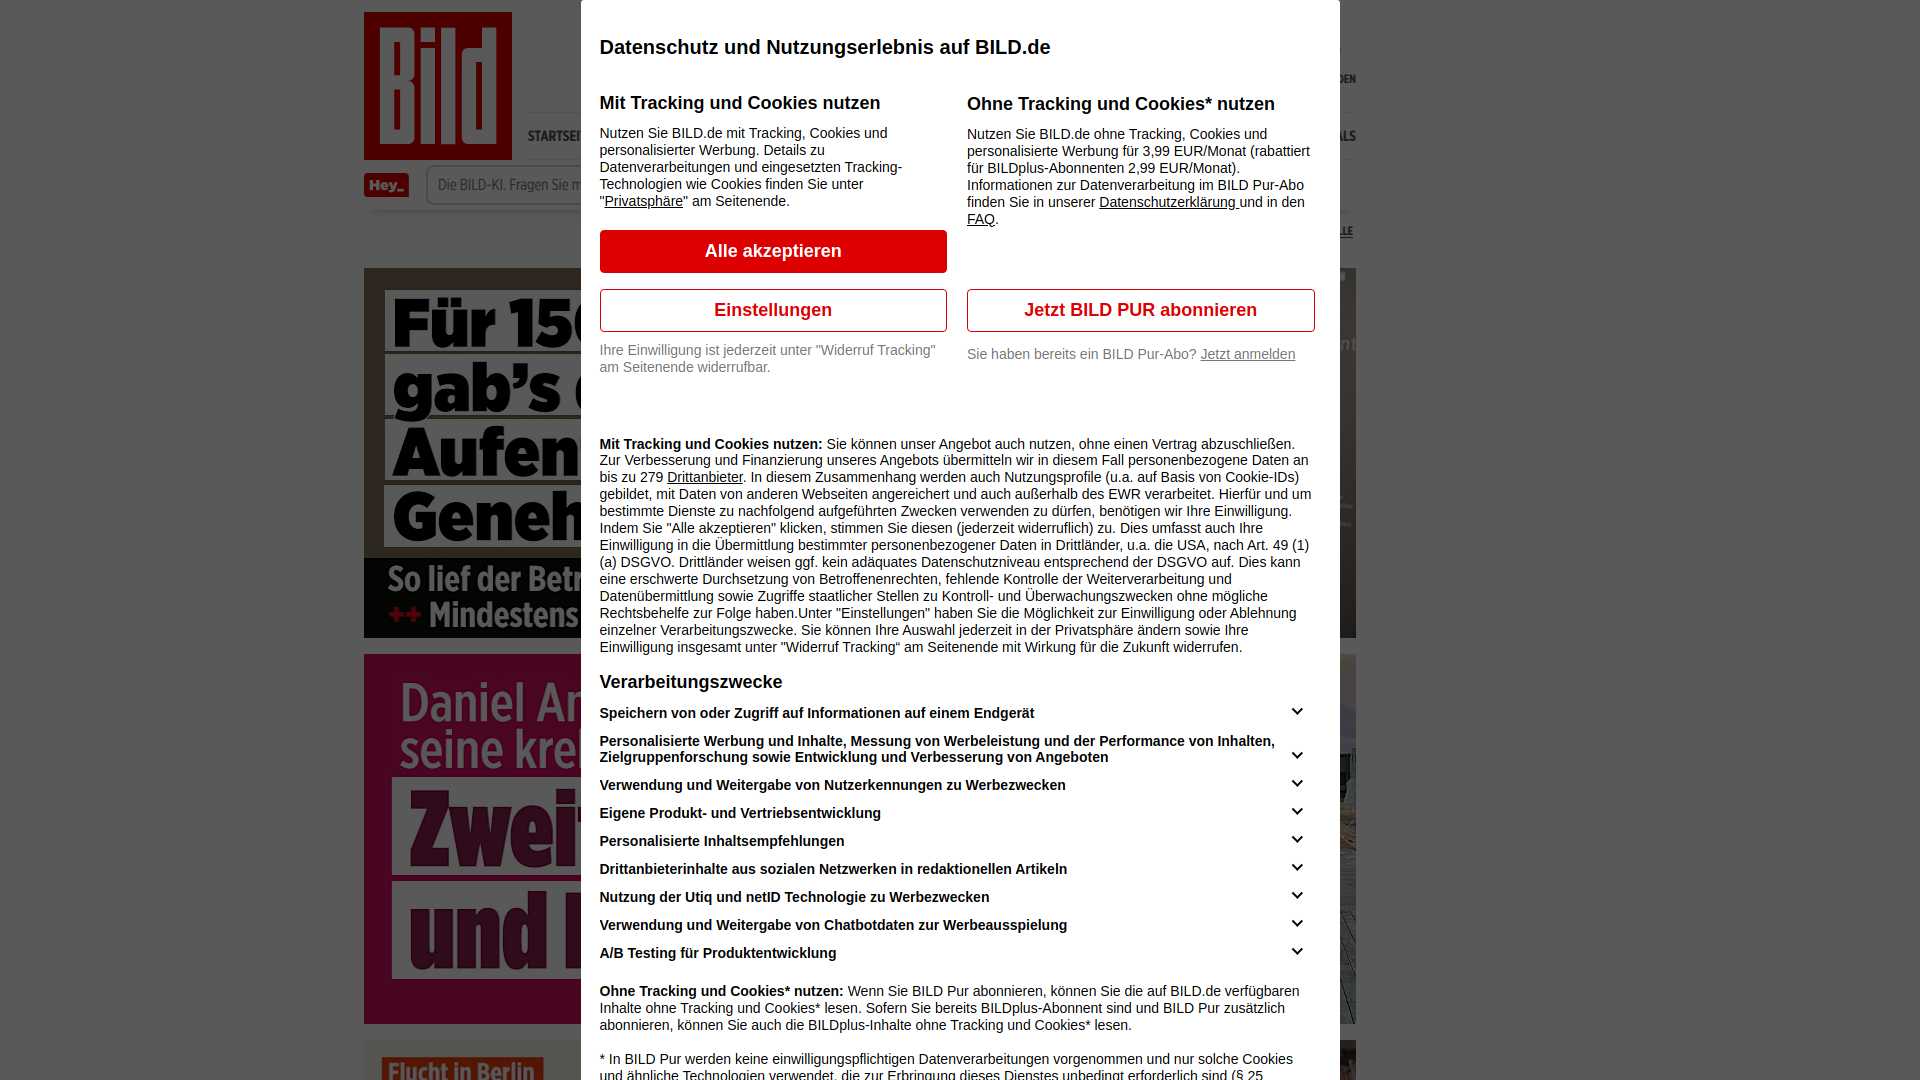 Bild
STARTSEI
Hey_
Die BILD-KI. Fragen Sie m
Für 150
gab's
Aufen
Geneh
So lief der Betr
++ Mindestens
Daniel Ar
seine kre
Zwei
und
Flucht in Berlin
Datenschutz und Nutzungserlebnis auf BILD.de
Mit Tracking und Cookies nutzen
Nutzen Sie BILD.de mit Tracking, Cookies und
personalisierter Werbung. Details zu
Datenverarbeitungen und eingesetzten Tracking-
Technologien wie Cookies finden Sie unter
"Privatsphäre" am Seitenende.
Alle akzeptieren
Einstellungen
Ihre Einwilligung ist jederzeit unter "Widerruf Tracking"
am Seitenende widerrufbar.
Ohne Tracking und Cookies* nutzen
Nutzen Sie BILD.de ohne Tracking, Cookies und
personalisierte Werbung für 3,99 EUR/Monat (rabattiert
für BILDplus-Abonnenten 2,99 EUR/Monat).
Informationen zur Datenverarbeitung im BILD Pur-Abo
finden Sie in unserer Datenschutzerklärung und in den
FAQ.
Jetzt BILD PUR abonnieren
Sie haben bereits ein BILD Pur-Abo? Jetzt anmelden
Mit Tracking und Cookies nutzen: Sie können unser Angebot auch nutzen, ohne einen Vertrag abzuschließen.
Zur Verbesserung und Finanzierung unseres Angebots übermitteln wir in diesem Fall personenbezogene Daten an
bis zu 279 Drittanbieter. In diesem Zusammenhang werden auch Nutzungsprofile (u.a. auf Basis von Cookie-IDs)
gebildet, mit Daten von anderen Webseiten angereichert und auch außerhalb des EWR verarbeitet. Hierfür und um
bestimmte Dienste zu nachfolgend aufgeführten Zwecken verwenden zu dürfen, benötigen wir Ihre Einwilligung.
Indem Sie "Alle akzeptieren" klicken, stimmen Sie diesen (jederzeit widerruflich) zu. Dies umfasst auch Ihre
Einwilligung in die Übermittlung bestimmter personenbezogener Daten in Drittländer, u.a. die USA, nach Art. 49 (1)
(a) DSGVO. Drittländer weisen ggf. kein adäquates Datenschutzniveau entsprechend der DSGVO auf. Dies kann
eine erschwerte Durchsetzung von Betroffenenrechten, fehlende Kontrolle der Weiterverarbeitung und
Datenübermittlung sowie Zugriffe staatlicher Stellen zu Kontroll- und Überwachungszwecken ohne mögliche
Rechtsbehelfe zur Folge haben.Unter "Einstellungen" haben Sie die Möglichkeit zur Einwilligung oder Ablehnung
einzelner Verarbeitungszwecke. Sie können Ihre Auswahl jederzeit in der Privatsphäre ändern sowie Ihre
Einwilligung insgesamt unter "Widerruf Tracking“ am Seitenende mit Wirkung für die Zukunft widerrufen.
Verarbeitungszwecke
Speichern von oder Zugriff auf Informationen auf einem Endgerät
Personalisierte Werbung und Inhalte, Messung von Werbeleistung und der Performance von Inhalten,
Zielgruppenforschung sowie Entwicklung und Verbesserung von Angeboten
Verwendung und Weitergabe von Nutzerkennungen zu Werbezwecken
Eigene Produkt- und Vertriebsentwicklung
Personalisierte Inhaltsempfehlungen
Drittanbieterinhalte aus sozialen Netzwerken in redaktionellen Artikeln
Nutzung der Utiq und netID Technologie zu Werbezwecken
Verwendung und Weitergabe von Chatbotdaten zur Werbeausspielung
A/B Testing für Produktentwicklung
Ohne Tracking und Cookies* nutzen: Wenn Sie BILD Pur abonnieren, können Sie die auf BILD.de verfügbaren
Inhalte ohne Tracking und Cookies* lesen. Sofern Sie bereits BILDplus-Abonnent sind und BILD Pur zusätzlich
abonnieren, können Sie auch die BILDplus-Inhalte ohne Tracking und Cookies* lesen.
* In BILD Pur werden keine einwilligungspflichtigen Datenverarbeitungen vorgenommen und nur solche Cookies
und ähnliche Technologien verwendet, die zur Erbringung dieses Dienstes unbedingt erforderlich sind (§ 25